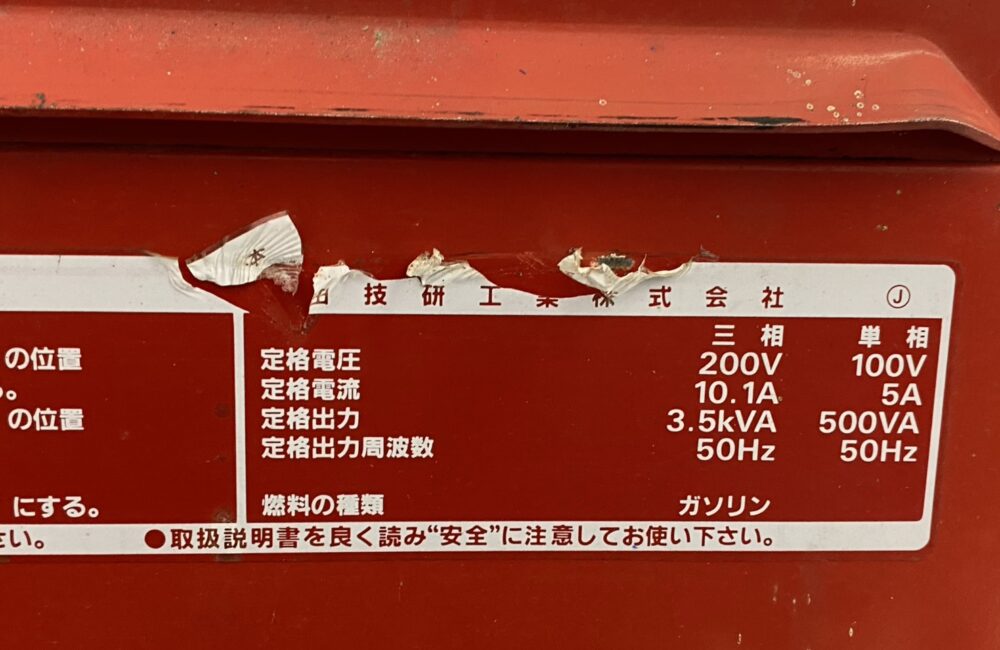 本
技研工業株式会社 Ⓙ
三相 単相
の位置 定格電圧 200V 100V
。 定格電流 10.1A 5A
の位置 定格出力 3.5kVA 500VA
定格出力周波数 50Hz 50Hz
にする。 燃料の種類 ガソリン
さい。 ●取扱説明書を良く読み“安全”に注意してお使い下さい。